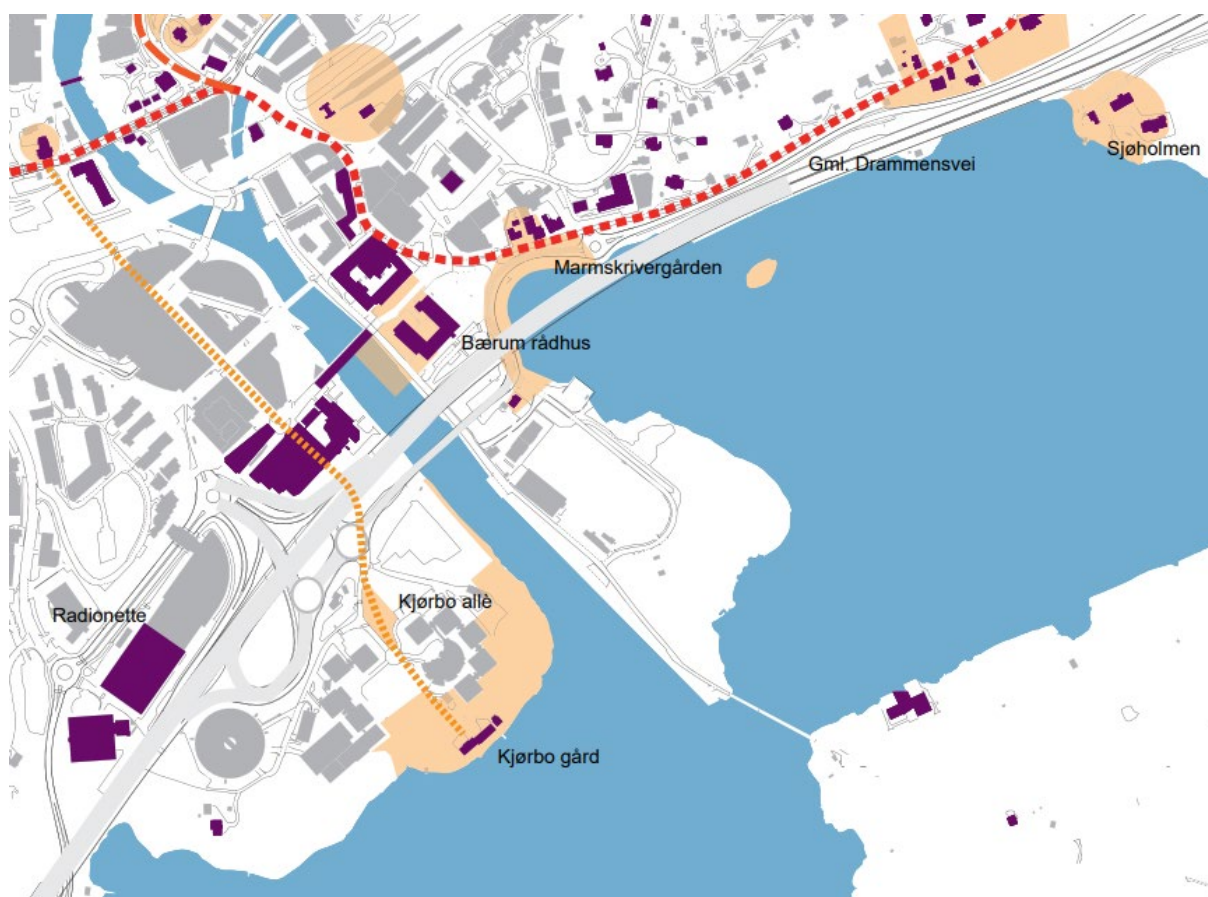 Sjøholmen
Gml. Drammensvei
Marmskrivergården
Bærum rådhus
Radionette
Kjørbo allè
Kjørbo gård